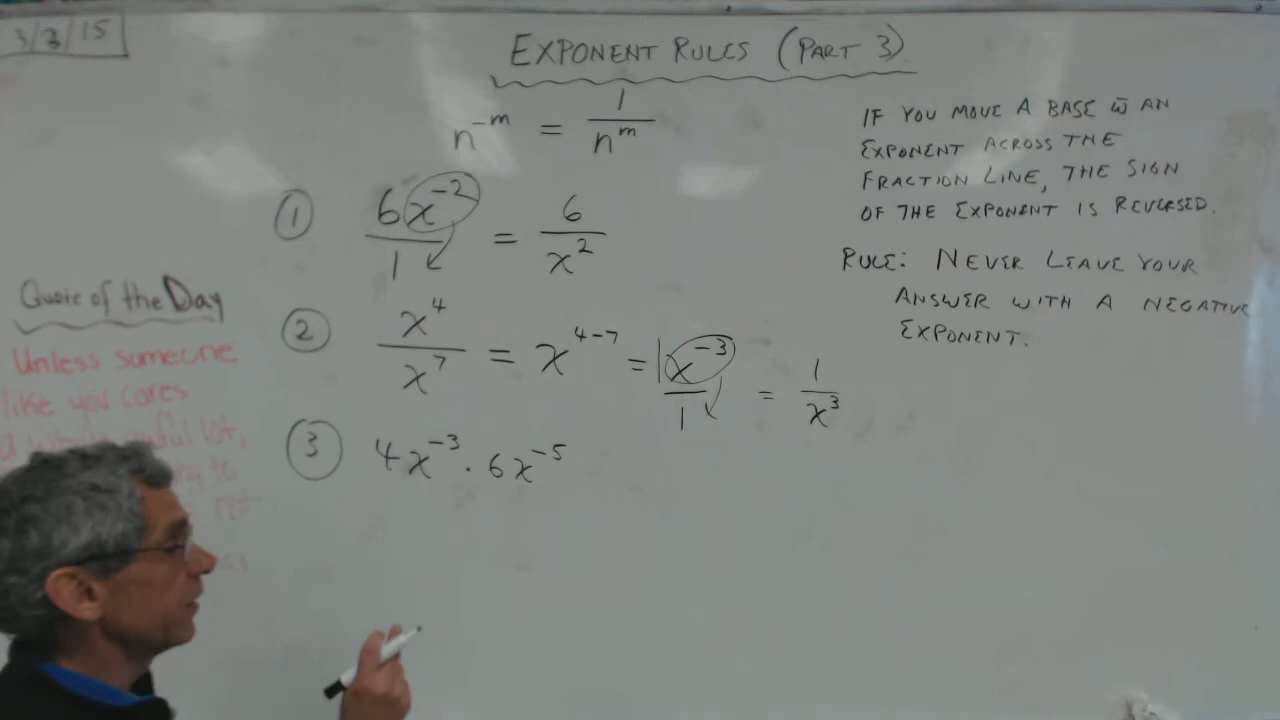 3/3/15
EXPONENT RULES (PART 3)
n^-m = 1/n^m
① 6x^-2/1 = 6/x^2
② x^4/x^7 = x^4-7 = 1x^-3/1 = 1/x^3
③ 4x^-3 · 6x^-5
IF YOU MOVE A BASE w̄ AN
EXPONENT ACROSS THE
FRACTION LINE, THE SIGN
OF THE EXPONENT IS REVERSED.
RULE: NEVER LEAVE YOUR
ANSWER WITH A NEGATIVE
EXPONENT.
Quote of the Day
Unless someone
like you cares
a lot,
to
not